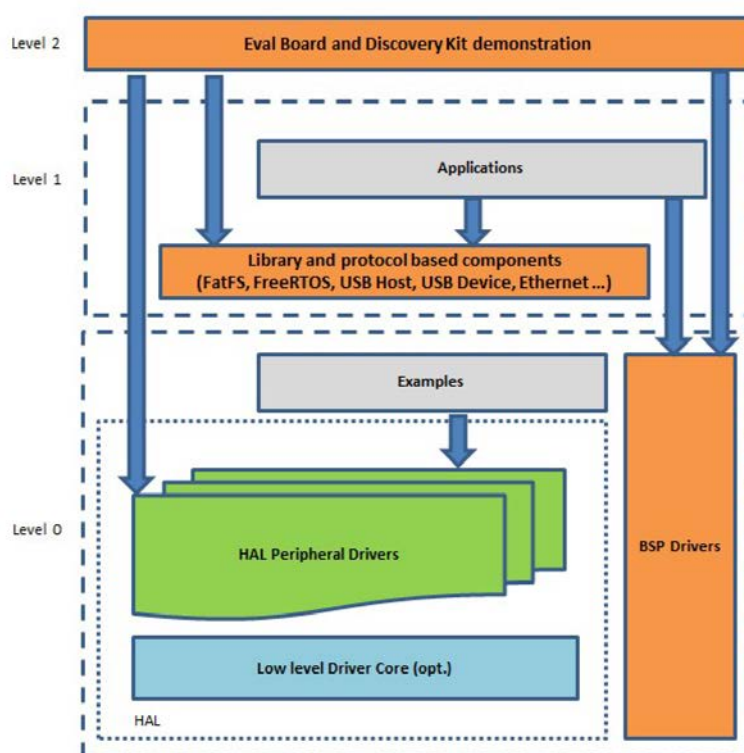 Level 2
Eval Board and Discovery Kit demonstration
Level 1
Applications
Library and protocol based components
(FatFS, FreeRTOS, USB Host, USB Device, Ethernet ...)
Examples
Level 0
HAL Peripheral Drivers
BSP Drivers
Low level Driver Core (opt.)
HAL